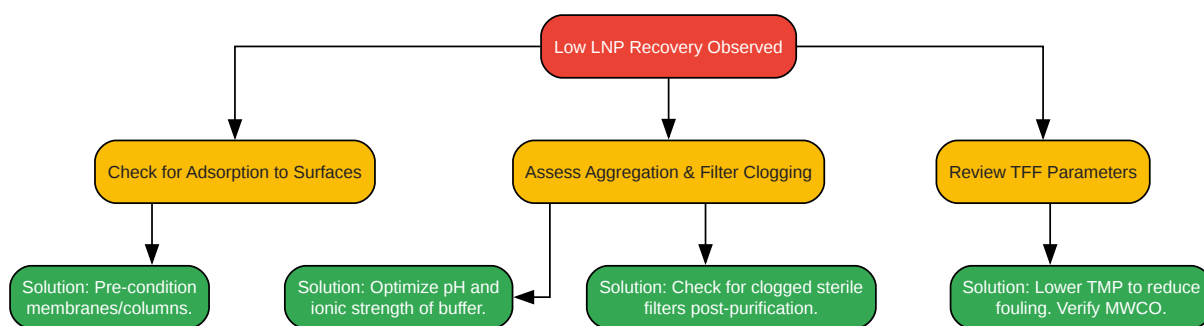 Low LNP Recovery Observed
Check for Adsorption to Surfaces
Assess Aggregation & Filter Clogging
Review TFF Parameters
Solution: Pre-condition
membranes/columns.
Solution: Optimize pH and
ionic strength of buffer.
Solution: Check for clogged sterile
filters post-purification.
Solution: Lower TMP to reduce
fouling. Verify MWCO.